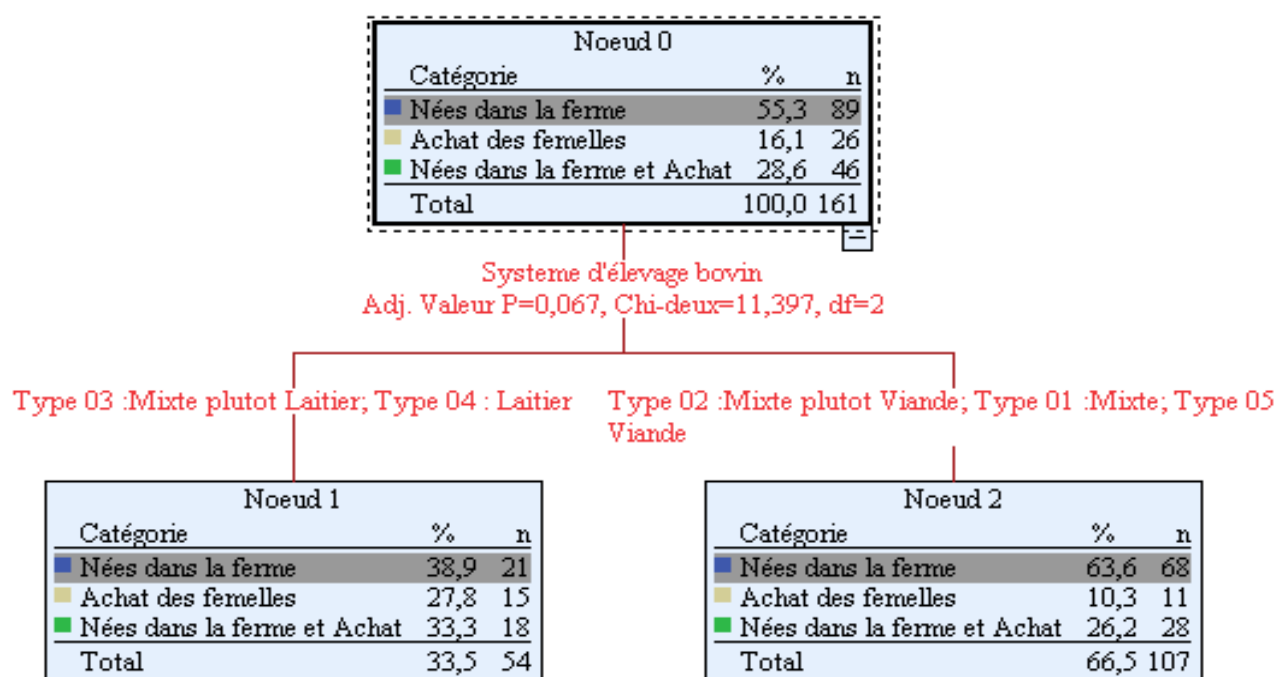 Noeud 0
Catégorie % n
Nées dans la ferme 55,3 89
Achat des femelles 16,1 26
Nées dans la ferme et Achat 28,6 46
Total 100,0 161
Systeme d'élevage bovin
Adj. Valeur P=0,067, Chi-deux=11,397, df=2
Type 03 :Mixte plutot Laitier; Type 04 : Laitier
Type 02 :Mixte plutot Viande; Type 01 :Mixte; Type 05
Viande
Noeud 1
Catégorie % n
Nées dans la ferme 38,9 21
Achat des femelles 27,8 15
Nées dans la ferme et Achat 33,3 18
Total 33,5 54
Noeud 2
Catégorie % n
Nées dans la ferme 63,6 68
Achat des femelles 10,3 11
Nées dans la ferme et Achat 26,2 28
Total 66,5 107